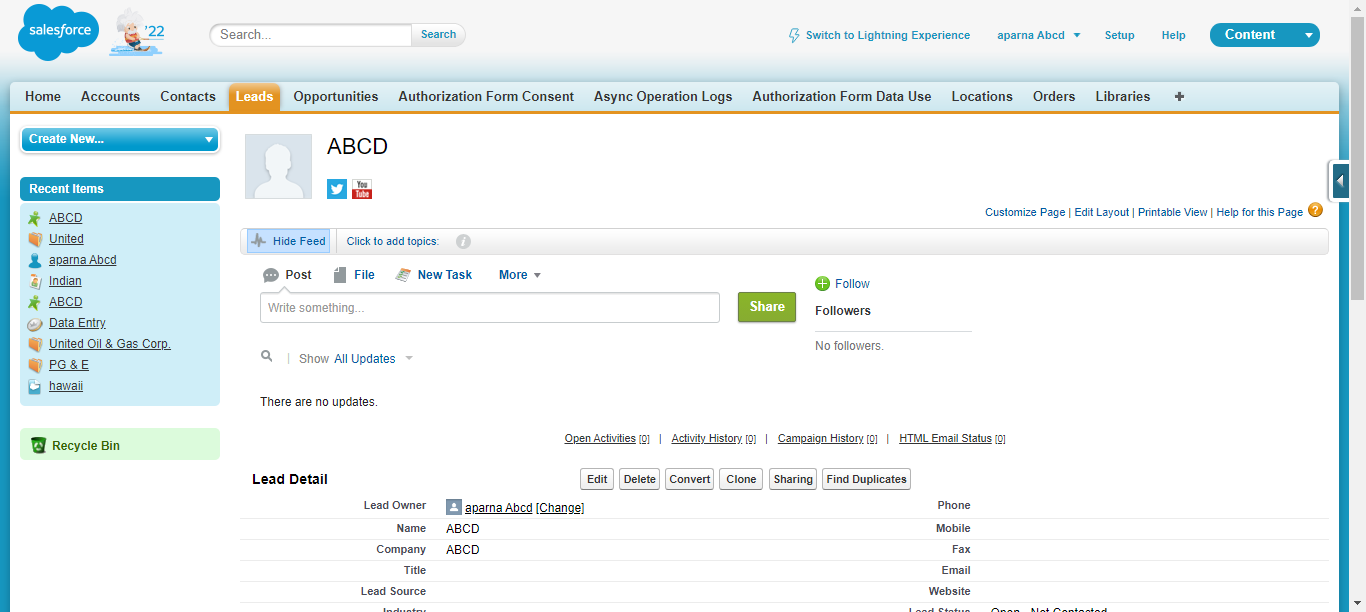 salesforce
'22
Search...
Search
Switch to Lightning Experience
aparna Abcd
Setup
Help
Content
Home Accounts Contacts Leads Opportunities Authorization Form Consent Async Operation Logs Authorization Form Data Use Locations Orders Libraries +
Create New...
Recent Items
ABCD
United
aparna Abcd
Indian
ABCD
Data Entry
United Oil & Gas Corp.
PG & E
hawaii
Recycle Bin
ABCD
You Tube
Customize Page | Edit Layout | Printable View | Help for this Page ?
Hide Feed Click to add topics: i
Post File New Task More
Write something...
Share
Follow
Followers
No followers.
Show All Updates
There are no updates.
Open Activities [0] | Activity History [0] | Campaign History [0] | HTML Email Status [0]
Lead Detail Edit Delete Convert Clone Sharing Find Duplicates
Lead Owner aparna Abcd [Change] Phone
Name ABCD Mobile
Company ABCD Fax
Title Email
Lead Source Website
Industry Lead Status Open - Not Contacted